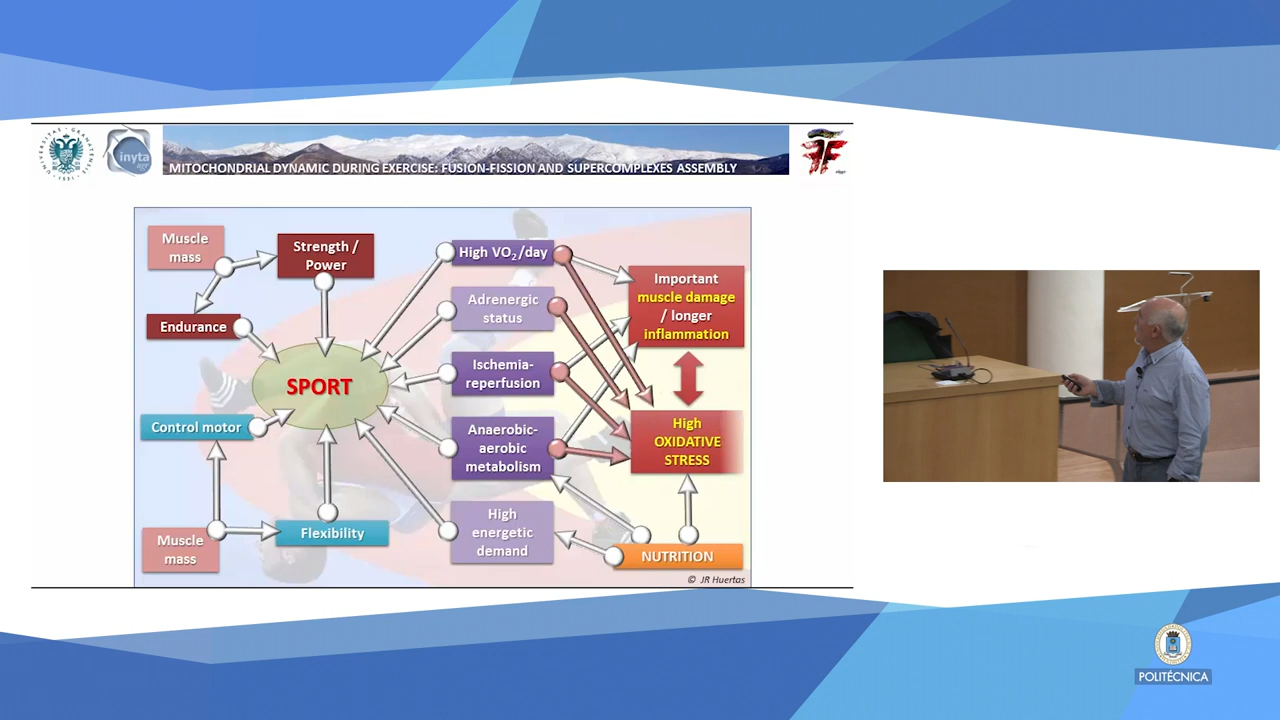 inyta
MITOCHONDRIAL DYNAMIC DURING EXERCISE: FUSION-FISSION AND SUPERCOMPLEXES ASSEMBLY
Muscle
mass
Strength /
Power
Endurance
SPORT
Control motor
Muscle
mass
Flexibility
High VO₂/day
Adrenergic
status
Ischemia-
reperfusion
Anaerobic-
aerobic
metabolism
High
energetic
demand
Important
muscle damage
/ longer
inflammation
High
OXIDATIVE
STRESS
NUTRITION
© JR Huertas
POLITÉCNICA